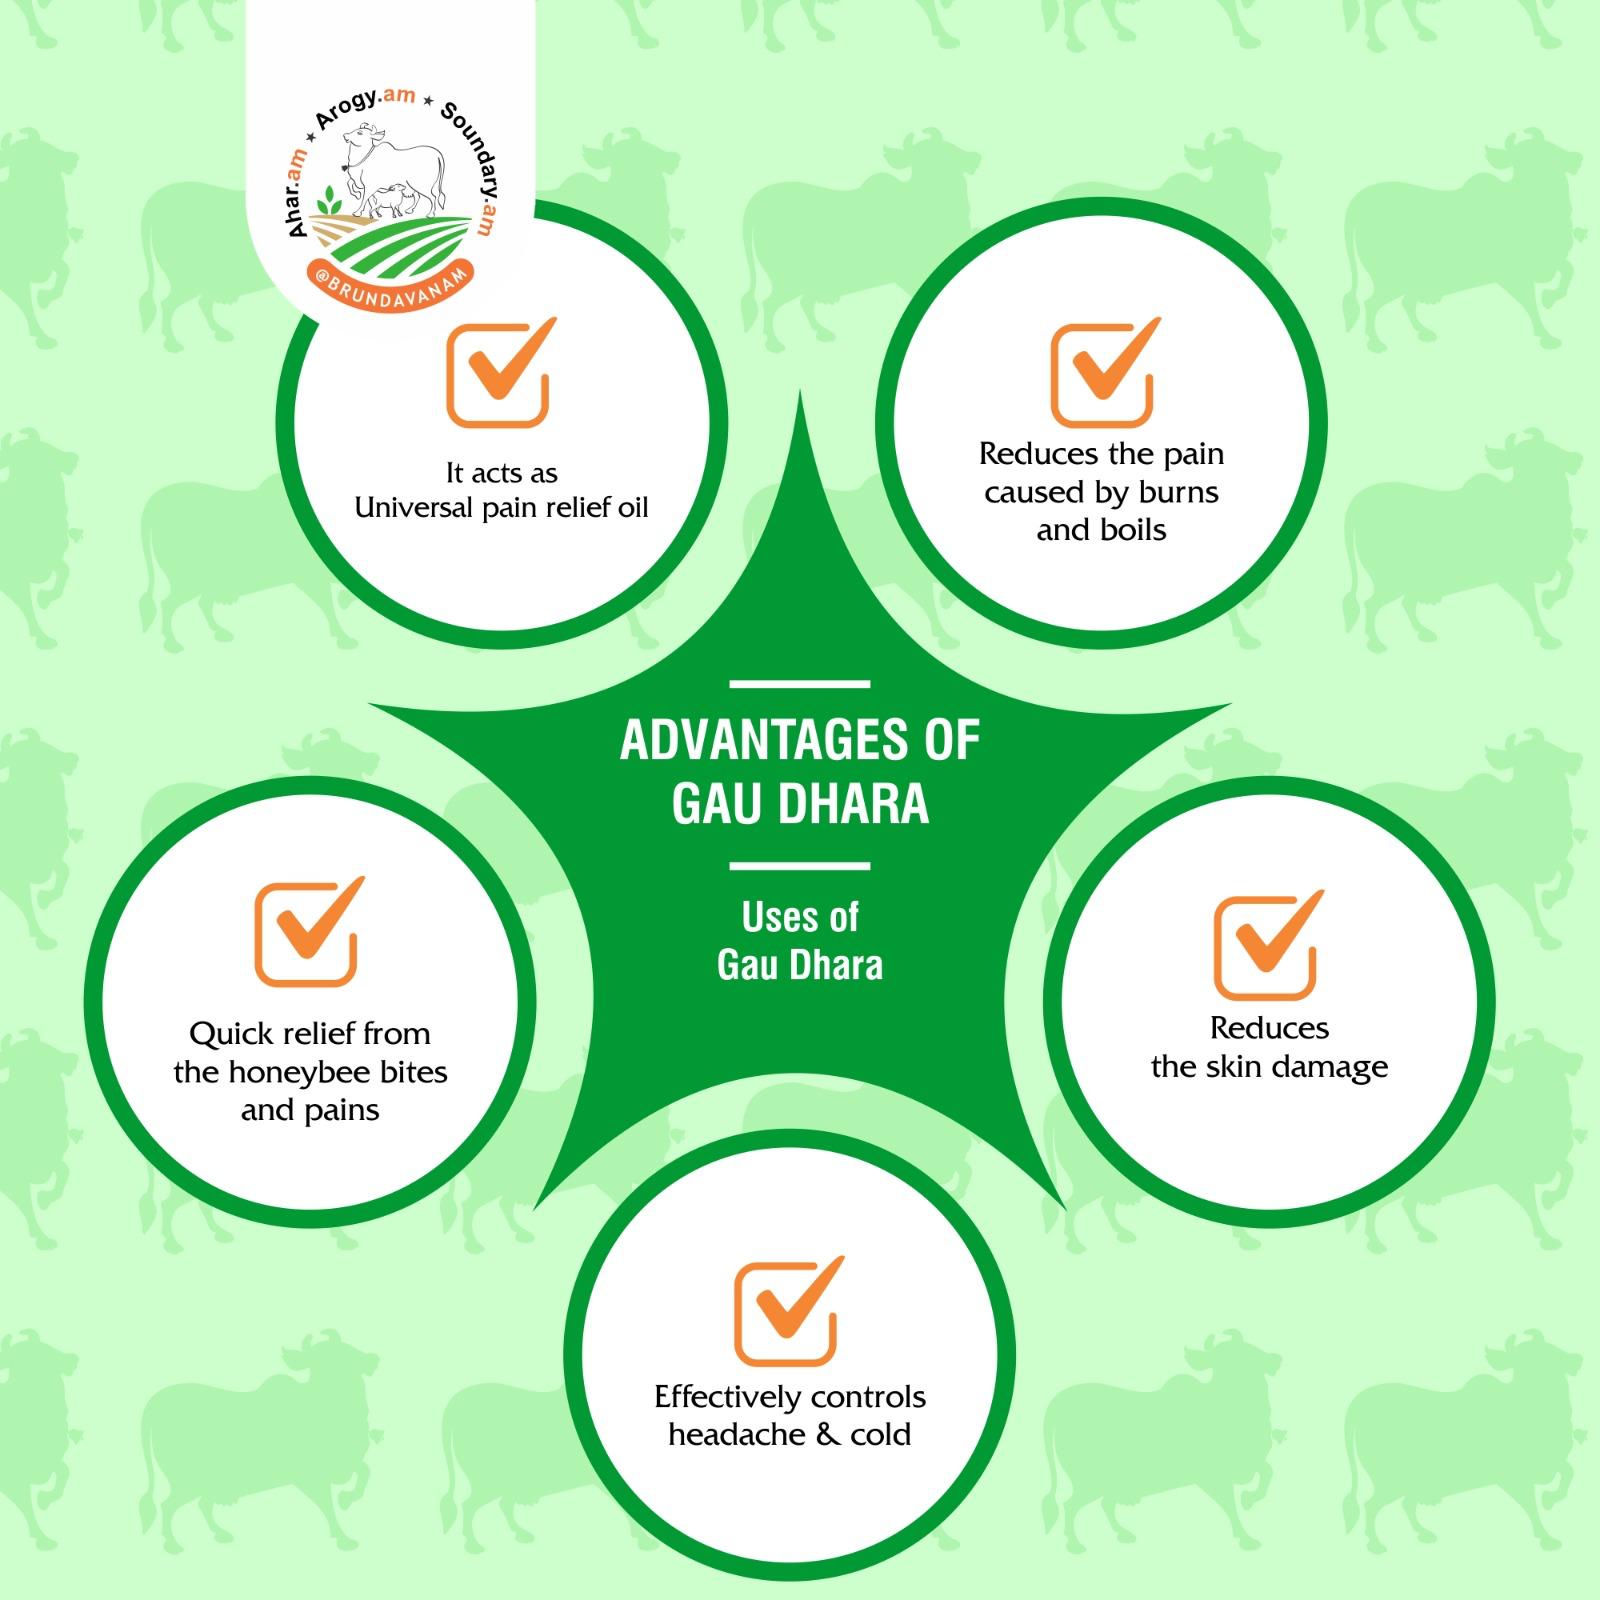 Ahar.am ★ Arogy.am ★ Soundary.am
@BRUNDAVANAM
It acts as
Universal pain relief oil
Reduces the pain
caused by burns
and boils
ADVANTAGES OF
GAU DHARA
Uses of
Gau Dhara
Quick relief from
the honeybee bites
and pains
Reduces
the skin damage
Effectively controls
headache & cold